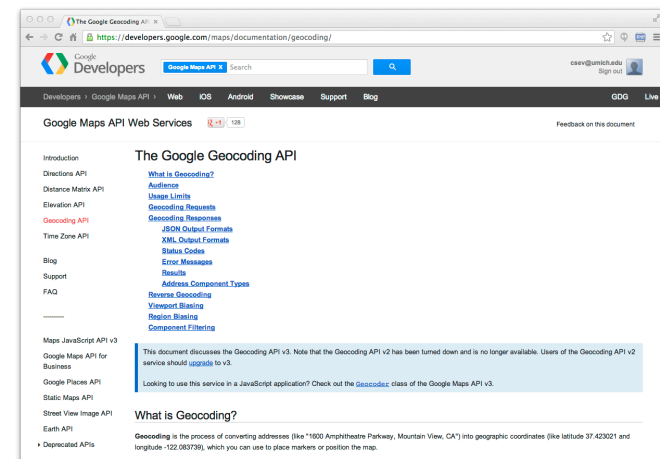 The Google Geocoding API
https://developers.google.com/maps/documentation/geocoding/
Google
Developers
Google Maps API X Search
csev@umich.edu
Sign out
Developers › Google Maps API › Web iOS Android Showcase Support Blog GDG Live
Google Maps API Web Services +1 128 Feedback on this document
Introduction
Directions API
Distance Matrix API
Elevation API
Geocoding API
Time Zone API
Blog
Support
FAQ
Maps JavaScript API v3
Google Maps API for
Business
Google Places API
Static Maps API
Street View Image API
Earth API
Deprecated APIs
The Google Geocoding API
What is Geocoding?
Audience
Usage Limits
Geocoding Requests
Geocoding Responses
JSON Output Formats
XML Output Formats
Status Codes
Error Messages
Results
Address Component Types
Reverse Geocoding
Viewport Biasing
Region Biasing
Component Filtering
This document discusses the Geocoding API v3. Note that the Geocoding API v2 has been turned down and is no longer available. Users of the Geocoding API v2
service should upgrade to v3.
Looking to use this service in a JavaScript application? Check out the Geocoder class of the Google Maps API v3.
What is Geocoding?
Geocoding is the process of converting addresses (like "1600 Amphitheatre Parkway, Mountain View, CA") into geographic coordinates (like latitude 37.423021 and
longitude -122.083739), which you can use to place markers or position the map.